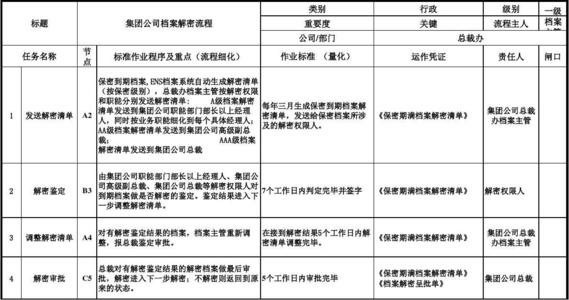 标题
集团公司档案解密流程
类别
行政
级别
一级
重要度
关键
流程主人
档案
公司/部门
总裁办
任务名称
节
点
标准作业程序及重点（流程细化）
作业标准 （量化）
运作凭证
责任人
闸口
1
发送解密清单
A2
保密到期档案,ENS档案系统自动生成解密清单
（按保密级别），总裁办档案主管按解密权限
和职能分别发送解密清单： A级档案解密
清单发送到集团公司职能部门部长以上经理
人，同时按业务职能细化到每个具体经理人；
AA级档案解密清单发送到集团公司高级副总
裁； AAA级档案
解密清单发送到集团公司总裁
每年三月生成保密到期档案解
密清单，发送给保密档案所涉
及的解密权限人。
《保密期满档案解密清单》
集团公司总裁
办档案主管
2
解密鉴定
B3
由集团公司职能部门部长以上经理人、集团公
司高级副总裁、集团公司总裁等解密权限人对
到期档案做是否解密的鉴定。鉴定结果进入下
一步调整解密清单。
7个工作日内判定完毕并签字
《保密期满档案解密清单》
解密权限人
3
调整解密清单
A4
对有解密鉴定结果的档案，档案主管重新调
整，报总裁鉴定审批。
在接到解密结果5个工作日内解
密清单调整完毕。
《保密期满档案解密清单》
集团公司总裁
办档案主管
4
解密审批
C5
总裁对有解密鉴定结果的解密档案做最后审
批，解密进入下一步解密；不解密则返回到原
来的状态。
5个工作日内审批完毕
《保密期满档案解密清单》
《档案解密呈批单》
集团公司总裁